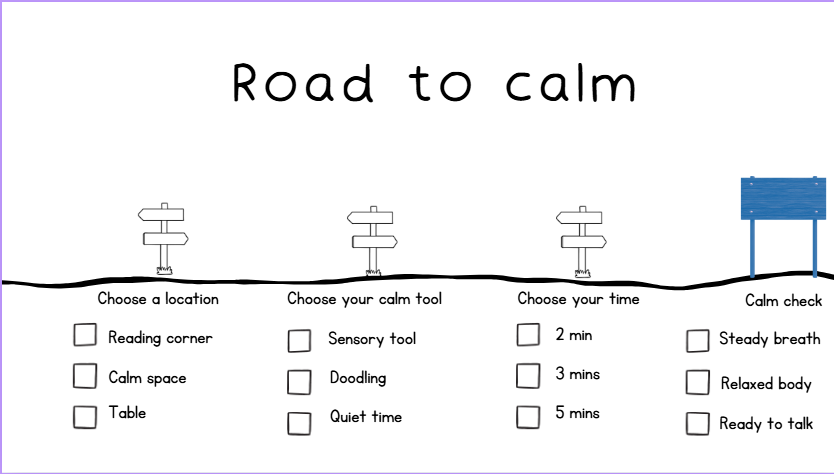 Road to calm
Choose a location
Reading corner
Calm space
Table
Choose your calm tool
Sensory tool
Doodling
Quiet time
Choose your time
2 min
3 mins
5 mins
Calm check
Steady breath
Relaxed body
Ready to talk